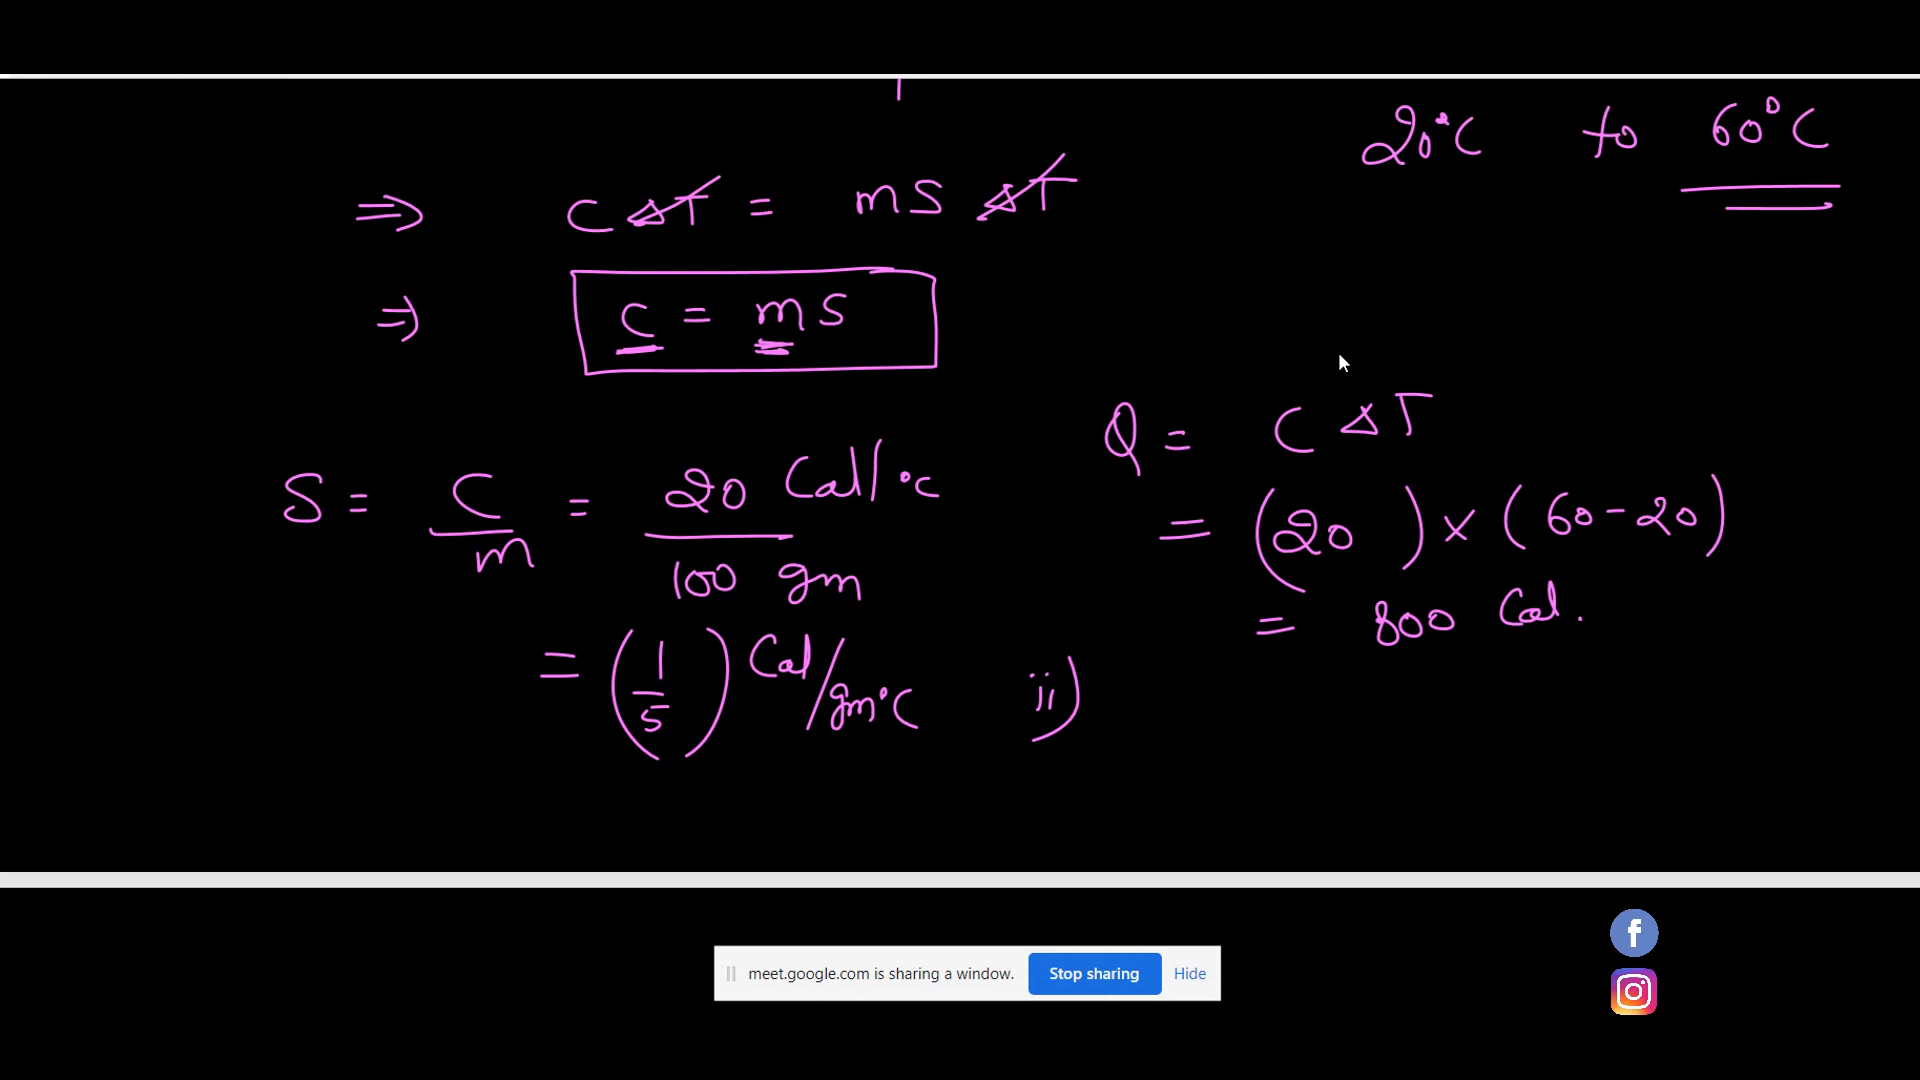 20°C to 60°C
⇒ C ΔT = mS ΔT
⇒ C = mS
Q = C ΔT
S = C/m = 20 Cal/°C / 100 gm
= (20) × (60-20)
= 800 Cal.
= (1/5) Cal/gm°C
ii)
meet.google.com is sharing a window. Stop sharing Hide